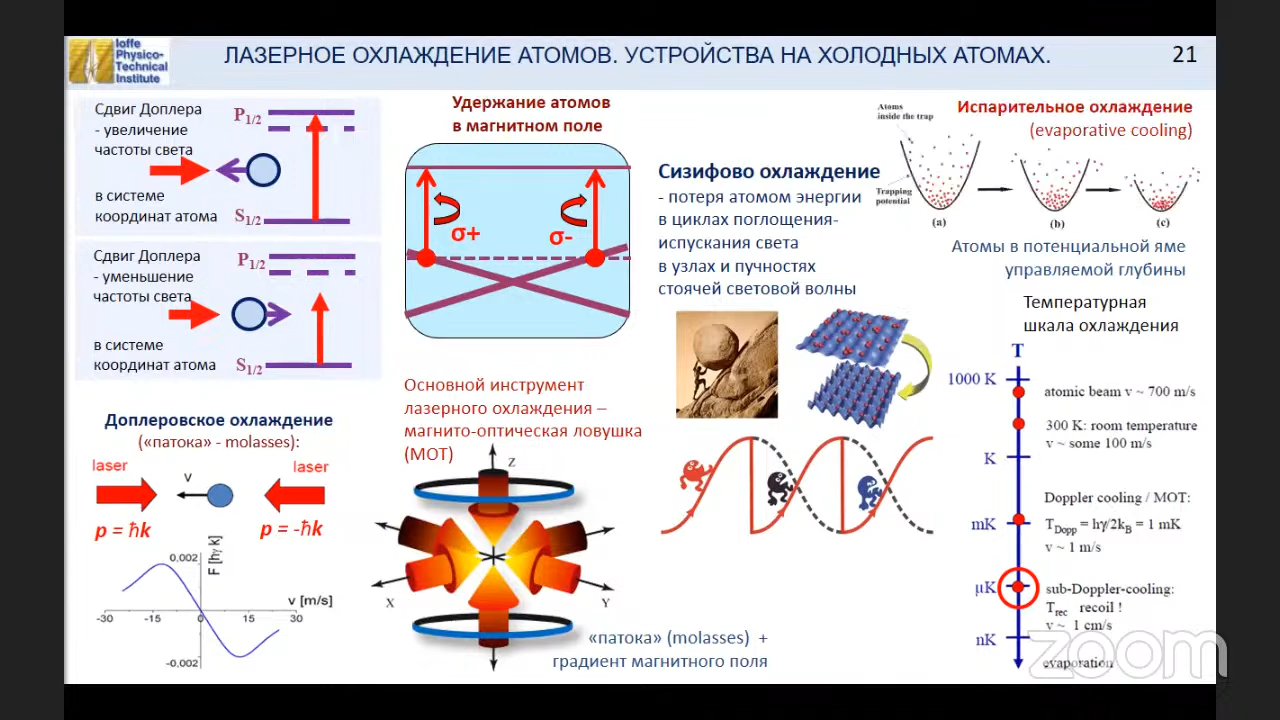 Ioffe
Physico-
Technical
Institute
ЛАЗЕРНОЕ ОХЛАЖДЕНИЕ АТОМОВ. УСТРОЙСТВА НА ХОЛОДНЫХ АТОМАХ.
21
Сдвиг Доплера
- увеличение
частоты света
в системе
координат атома
P1/2
S1/2
Сдвиг Доплера
- уменьшение
частоты света
в системе
координат атома
P1/2
S1/2
Доплеровское охлаждение
(«патока» - molasses):
laser
laser
v
p = ħk
p = -ħk
0,002
F [hγ k]
v [m/s]
-30
-15
0
15
30
-0,002
Удержание атомов
в магнитном поле
σ+
σ-
Основной инструмент
лазерного охлаждения –
магнито-оптическая ловушка
(МОТ)
Z
X
Y
«патока» (molasses) +
градиент магнитного поля
Сизифово охлаждение
- потеря атомом энергии
в циклах поглощения-
испускания света
в узлах и пучностях
стоячей световой волны
Atoms
inside the trap
Trapping
potential
(a)
(b)
(c)
Испарительное охлаждение
(evaporative cooling)
Атомы в потенциальной яме
управляемой глубины
Температурная
шкала охлаждения
T
1000 K
atomic beam v ~ 700 m/s
300 K: room temperature
v ~ some 100 m/s
K
Doppler cooling / MOT:
mK
TDopp = hγ/2kB = 1 mK
v ~ 1 m/s
µK
sub-Doppler-cooling:
Trec recoil !
v ~ 1 cm/s
nK
evaporation
zoom